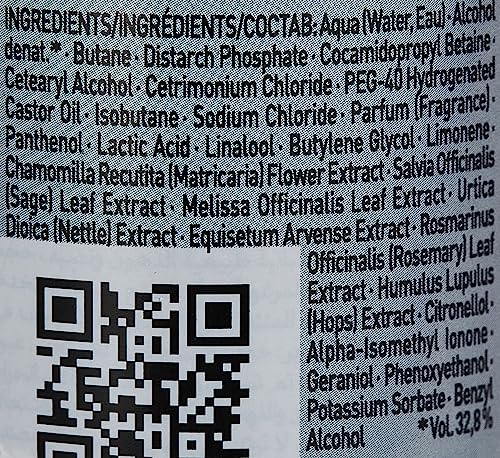 INGREDIENTS/INGRÉDIENTS/СОСТАВ: Aqua (Water, Eau) · Alcohol
denat.* · Butane · Distarch Phosphate · Cocamidopropyl Betaine ·
Cetearyl Alcohol · Cetrimonium Chloride · PEG-40 Hydrogenated
Castor Oil · Isobutane · Sodium Chloride · Parfum (Fragrance) ·
Panthenol · Lactic Acid · Linalool · Butylene Glycol · Limonene ·
Chamomilla Recutita (Matricaria) Flower Extract · Salvia Officinalis
(Sage) Leaf Extract · Melissa Officinalis Leaf Extract · Urtica
Dioica (Nettle) Extract · Equisetum Arvense Extract · Rosmarinus
Officinalis (Rosemary) Leaf
Extract · Humulus Lupulus
(Hops) Extract · Citronellol ·
Alpha-Isomethyl Ionone ·
Geraniol · Phenoxyethanol ·
Potassium Sorbate · Benzyl
Alcohol *Vol. 32,8%